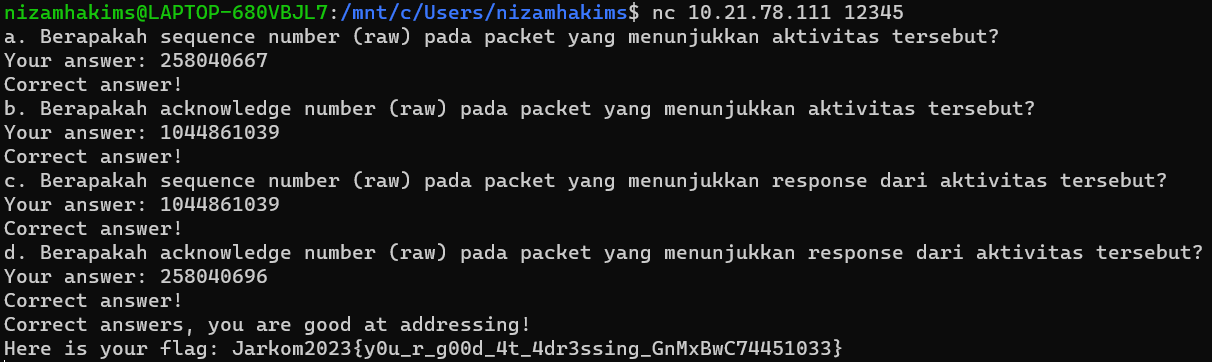 nizamhakims@LAPTOP-680VBJL7:/mnt/c/Users/nizamhakims$ nc 10.21.78.111 12345
a. Berapakah sequence number (raw) pada packet yang menunjukkan aktivitas tersebut?
Your answer: 258040667
Correct answer!
b. Berapakah acknowledge number (raw) pada packet yang menunjukkan aktivitas tersebut?
Your answer: 1044861039
Correct answer!
c. Berapakah sequence number (raw) pada packet yang menunjukkan response dari aktivitas tersebut?
Your answer: 1044861039
Correct answer!
d. Berapakah acknowledge number (raw) pada packet yang menunjukkan response dari aktivitas tersebut?
Your answer: 258040696
Correct answer!
Correct answers, you are good at addressing!
Here is your flag: Jarkom2023{y0u_r_g00d_4t_4dr3ssing_GnMxBwC74451033}